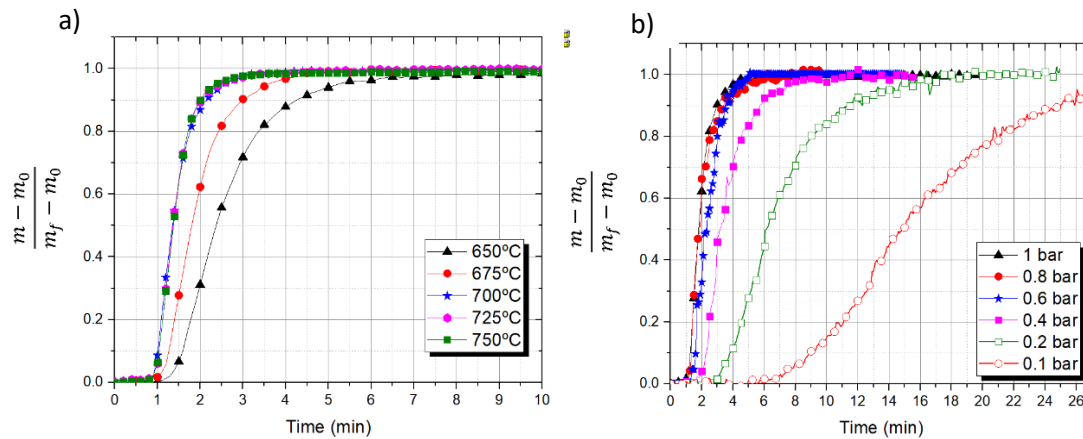 a)
1.0
0.8
0.6
0.4
0.2
0.0
m − m₀
m_f − m₀
650ºC
675ºC
700ºC
725ºC
750ºC
0 1 2 3 4 5 6 7 8 9 10
Time (min)
b)
1.0
0.8
0.6
0.4
0.2
0.0
m − m₀
m_f − m₀
1 bar
0.8 bar
0.6 bar
0.4 bar
0.2 bar
0.1 bar
0 2 4 6 8 10 12 14 16 18 20 22 24 26
Time (min)